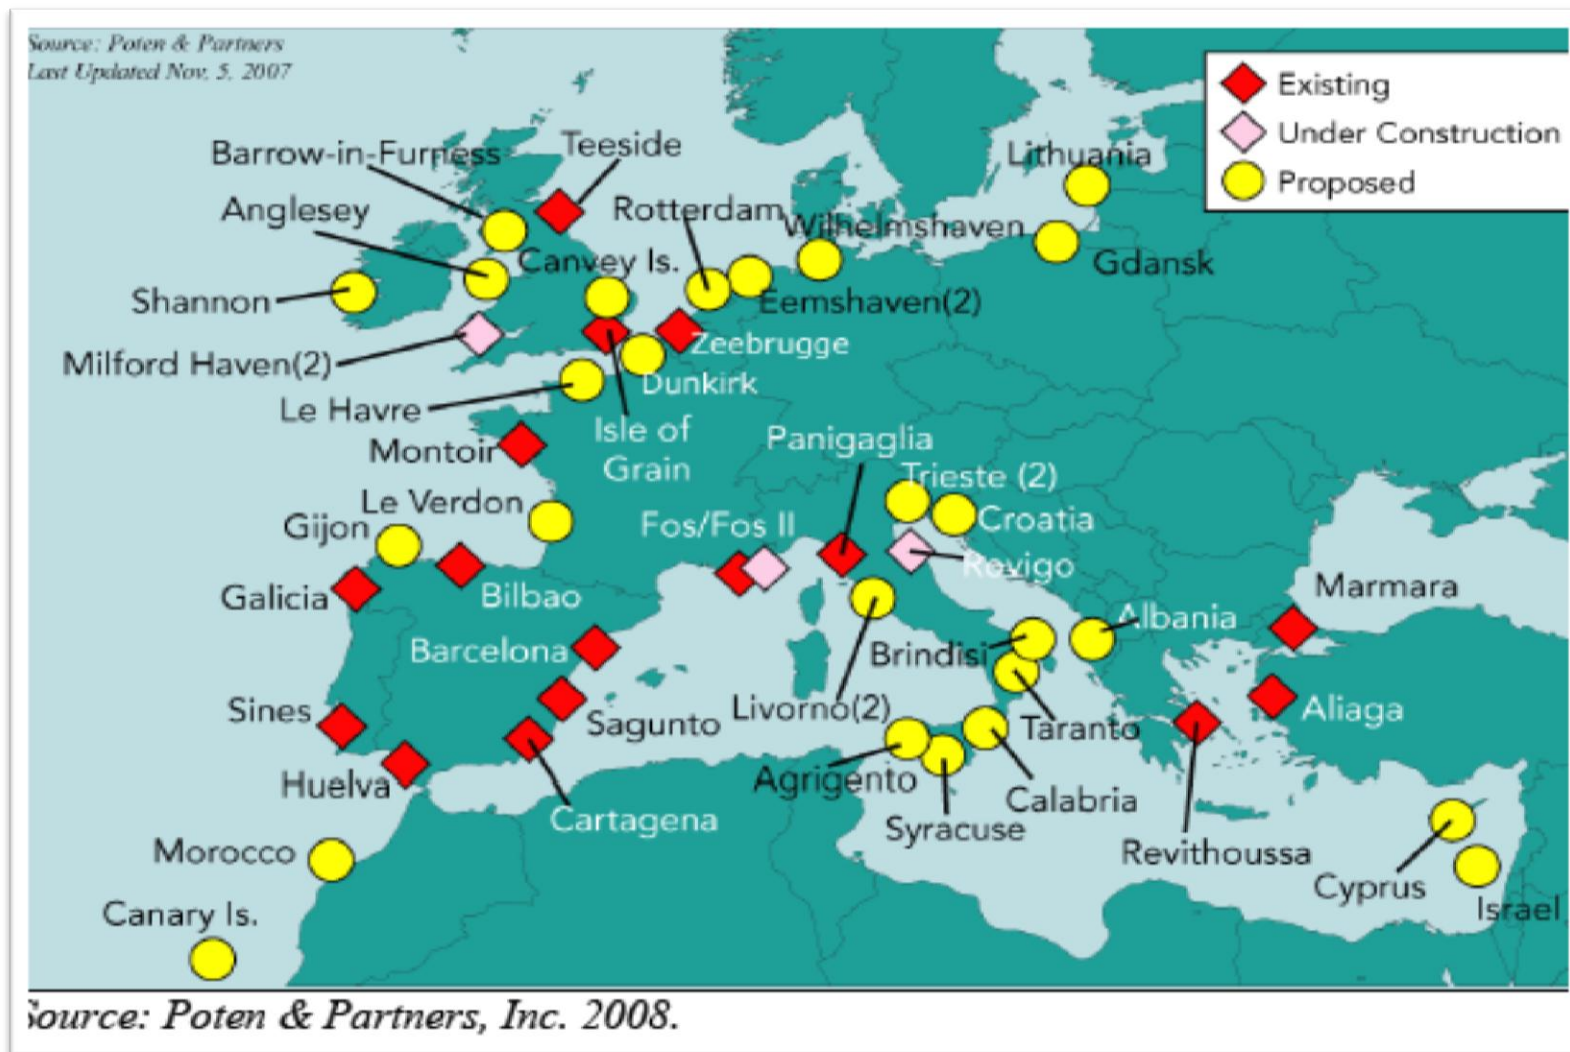 Source: Poten & Partners
Last Updated Nov. 5, 2007
Existing
Under Construction
Proposed
Barrow-in-Furness
Teeside
Lithuania
Anglesey
Rotterdam
Wilhelmshaven
Canvey Is.
Gdansk
Shannon
Eemshaven(2)
Milford Haven(2)
Zeebrugge
Dunkirk
Le Havre
Isle of
Grain
Montoir
Panigaglia
Trieste (2)
Le Verdon
Gijon
Fos/Fos II
Croatia
Rovigo
Galicia
Bilbao
Marmara
Albania
Barcelona
Brindisi
Sines
Sagunto
Livorno(2)
Taranto
Aliaga
Huelva
Agrigento
Calabria
Cartagena
Syracuse
Morocco
Revithoussa
Cyprus
Israel
Canary Is.
Source: Poten & Partners, Inc. 2008.